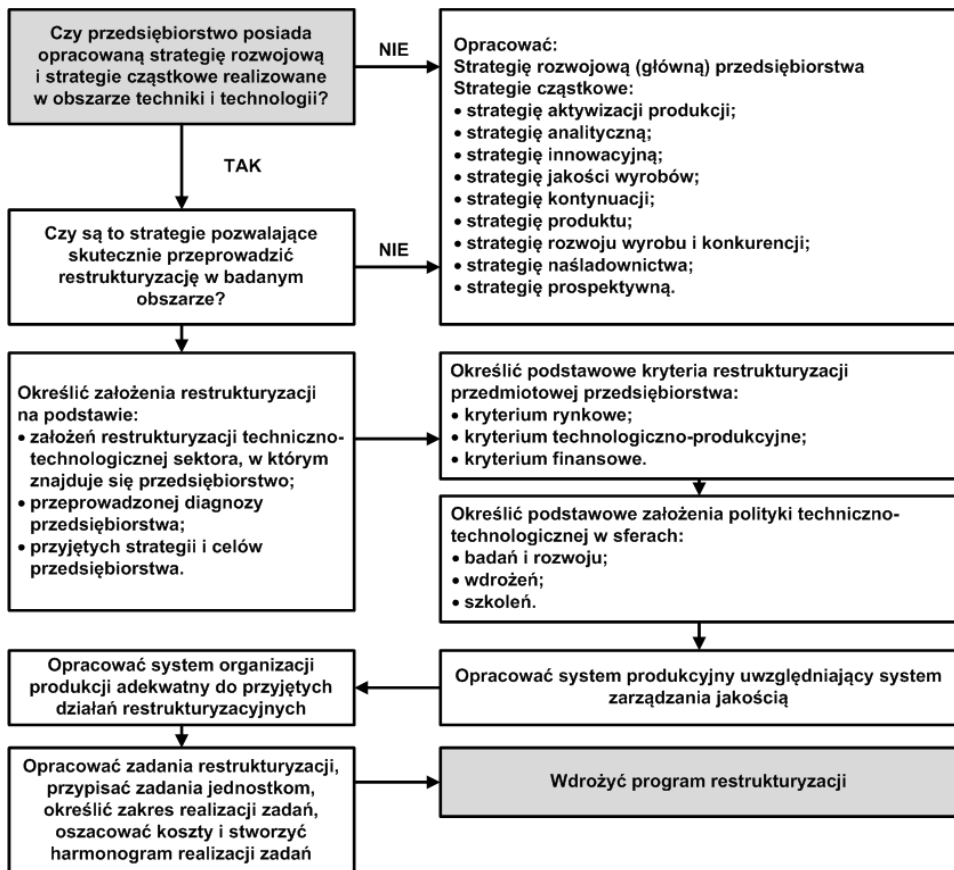 Czy przedsiębiorstwo posiada
opracowaną strategię rozwojową
i strategie cząstkowe realizowane
w obszarze techniki i technologii?
NIE
Opracować:
Strategię rozwojową (główną) przedsiębiorstwa
Strategie cząstkowe:
• strategię aktywizacji produkcji;
• strategię analityczną;
• strategię innowacyjną;
• strategię jakości wyrobów;
• strategię kontynuacji;
• strategię produktu;
• strategię rozwoju wyrobu i konkurencji;
• strategię naśladownictwa;
• strategię prospektywną.
TAK
Czy są to strategie pozwalające
skutecznie przeprowadzić
restrukturyzację w badanym
obszarze?
NIE
Określić założenia restrukturyzacji
na podstawie:
• założeń restrukturyzacji techniczno-
technologicznej sektora, w którym
znajduje się przedsiębiorstwo;
• przeprowadzonej diagnozy
przedsiębiorstwa;
• przyjętych strategii i celów
przedsiębiorstwa.
Określić podstawowe kryteria restrukturyzacji
przedmiotowej przedsiębiorstwa:
• kryterium rynkowe;
• kryterium technologiczno-produkcyjne;
• kryterium finansowe.
Określić podstawowe założenia polityki techniczno-
technologicznej w sferach:
• badań i rozwoju;
• wdrożeń;
• szkoleń.
Opracować system produkcyjny uwzględniający system
zarządzania jakością
Opracować system organizacji
produkcji adekwatny do przyjętych
działań restrukturyzacyjnych
Opracować zadania restrukturyzacji,
przypisać zadania jednostkom,
określić zakres realizacji zadań,
oszacować koszty i stworzyć
harmonogram realizacji zadań
Wdrożyć program restrukturyzacji